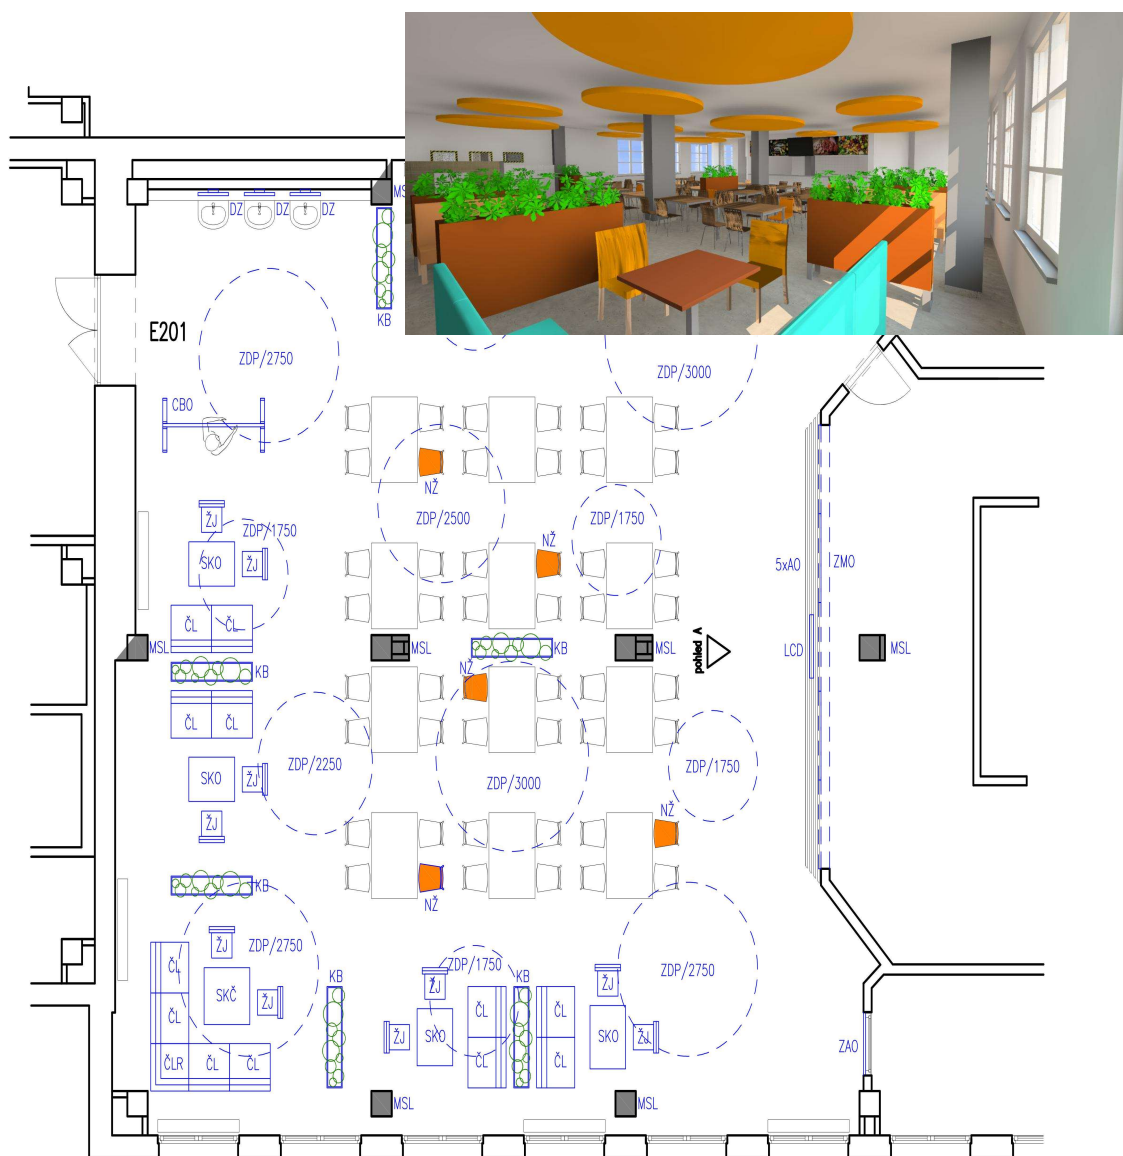 MS
DZ
DZ
DZ
KB
E201
ZDP/2750
ZDP/3000
CBO
NŽ
ZDP/2500
ZDP/1750
ŽJ
ZDP/1750
NŽ
SKO
ŽJ
5xAO
ZMO
ČL
ČL
MSL
MSL
KB
MSL
pohled A
LCD
MSL
KB
NŽ
ČL
ČL
ZDP/2250
SKO
ŽJ
ZDP/3000
ZDP/1750
NŽ
ŽJ
KB
NŽ
ŽJ
ZDP/2750
ZDP/1750
KB
KB
ZDP/2750
ČL
SKČ
ŽJ
ŽJ
ŽJ
ČL
ČL
ŽJ
SKO
ČL
ČL
SKO
ŽJ
ZAO
ČLR
ČL
ČL
MSL
MSL